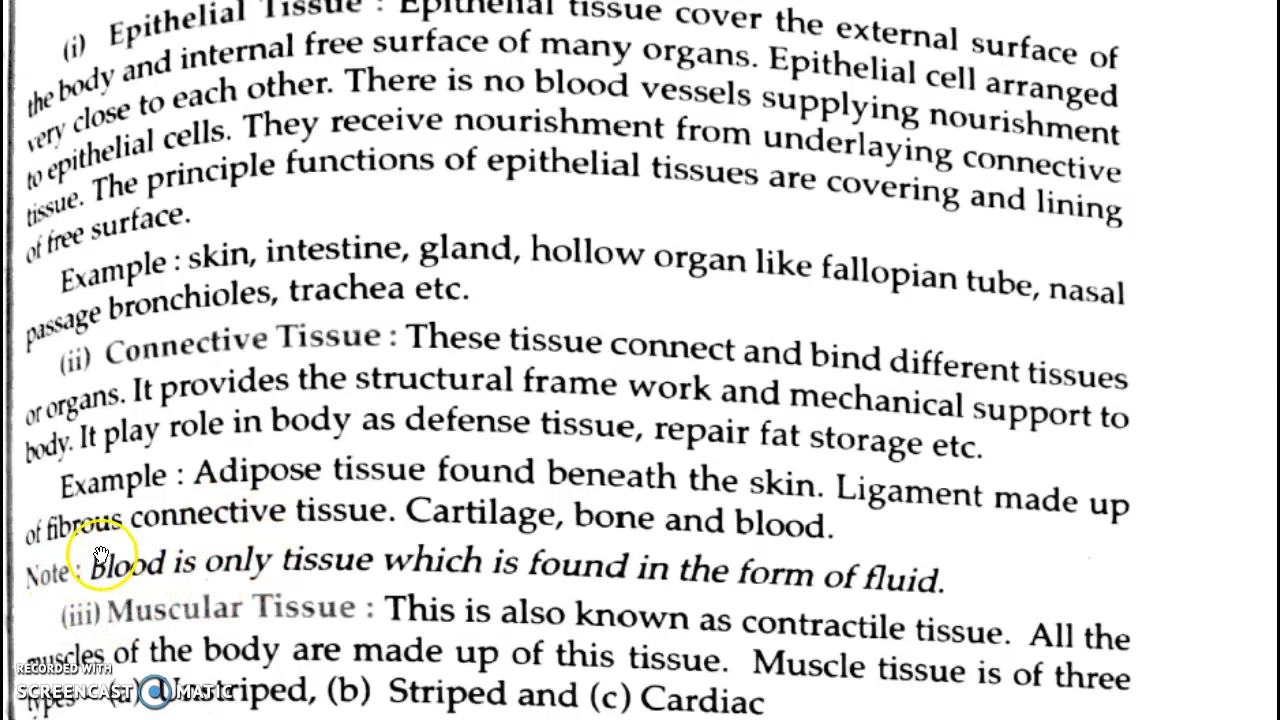 (i) Epithelial Tissue : Epithelial tissue cover the external surface of
the body and internal free surface of many organs. Epithelial cell arranged
very close to each other. There is no blood vessels supplying nourishment
to epithelial cells. They receive nourishment from underlaying connective
tissue. The principle functions of epithelial tissues are covering and lining
of free surface.
Example : skin, intestine, gland, hollow organ like fallopian tube, nasal
passage bronchioles, trachea etc.
(ii) Connective Tissue : These tissue connect and bind different tissues
or organs. It provides the structural frame work and mechanical support to
body. It play role in body as defense tissue, repair fat storage etc.
Example : Adipose tissue found beneath the skin. Ligament made up
of fibrous connective tissue. Cartilage, bone and blood.
Note : Blood is only tissue which is found in the form of fluid.
(iii) Muscular Tissue : This is also known as contractile tissue. All the
muscles of the body are made up of this tissue. Muscle tissue is of three
types (a) Unstriped, (b) Striped and (c) Cardiac
RECORDED WITH
SCREENCAST MATIC